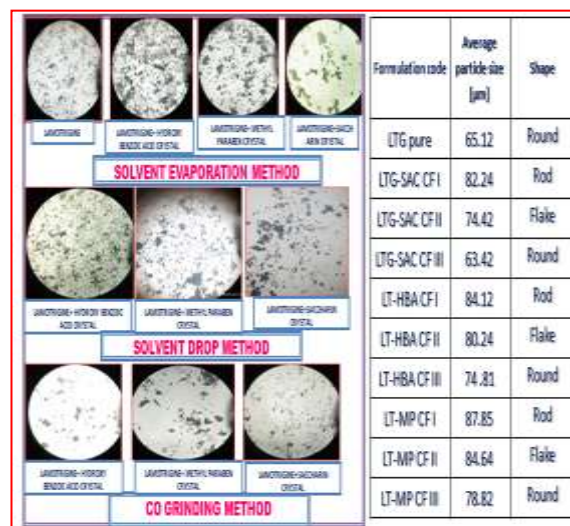 LAMOTRIGINE
LAMOTRIGINE+ HYDROXY
BENZOIC ACID CRYSTAL
LAMOTRIGINE+ METHYL
PARABEN CRYSTAL
LAMOTRIGINE+SACCH
ARIN CRYSTAL
SOLVENT EVAPORATION METHOD
LAMOTRIGINE+ HYDROXY BENZOIC
ACID CRYSTAL
LAMOTRIGINE+ METHYL PARABEN
CRYSTAL
LAMOTRIGINE+SACCHARIN
CRYSTAL
SOLVENT DROP METHOD
LAMOTRIGINE+ HYDROXY
BENZOIC ACID CRYSTAL
LAMOTRIGINE+ METHYL PARABEN
CRYSTAL
LAMOTRIGINE+SACCHARIN
CRYSTAL
CO GRINDING METHOD
Formulation code Average particle size [µm] Shape
LTG pure 65.12 Round
LTG-SAC CF I 82.24 Rod
LTG-SAC CF II 74.42 Flake
LTG-SAC CF III 63.42 Round
LT-HBA CF I 84.12 Rod
LT-HBA CF II 80.24 Flake
LT-HBA CF III 74 .81 Round
LT-MP CF I 87.85 Rod
LT-MP CF II 84.64 Flake
LT-MP CF III 78.82 Round